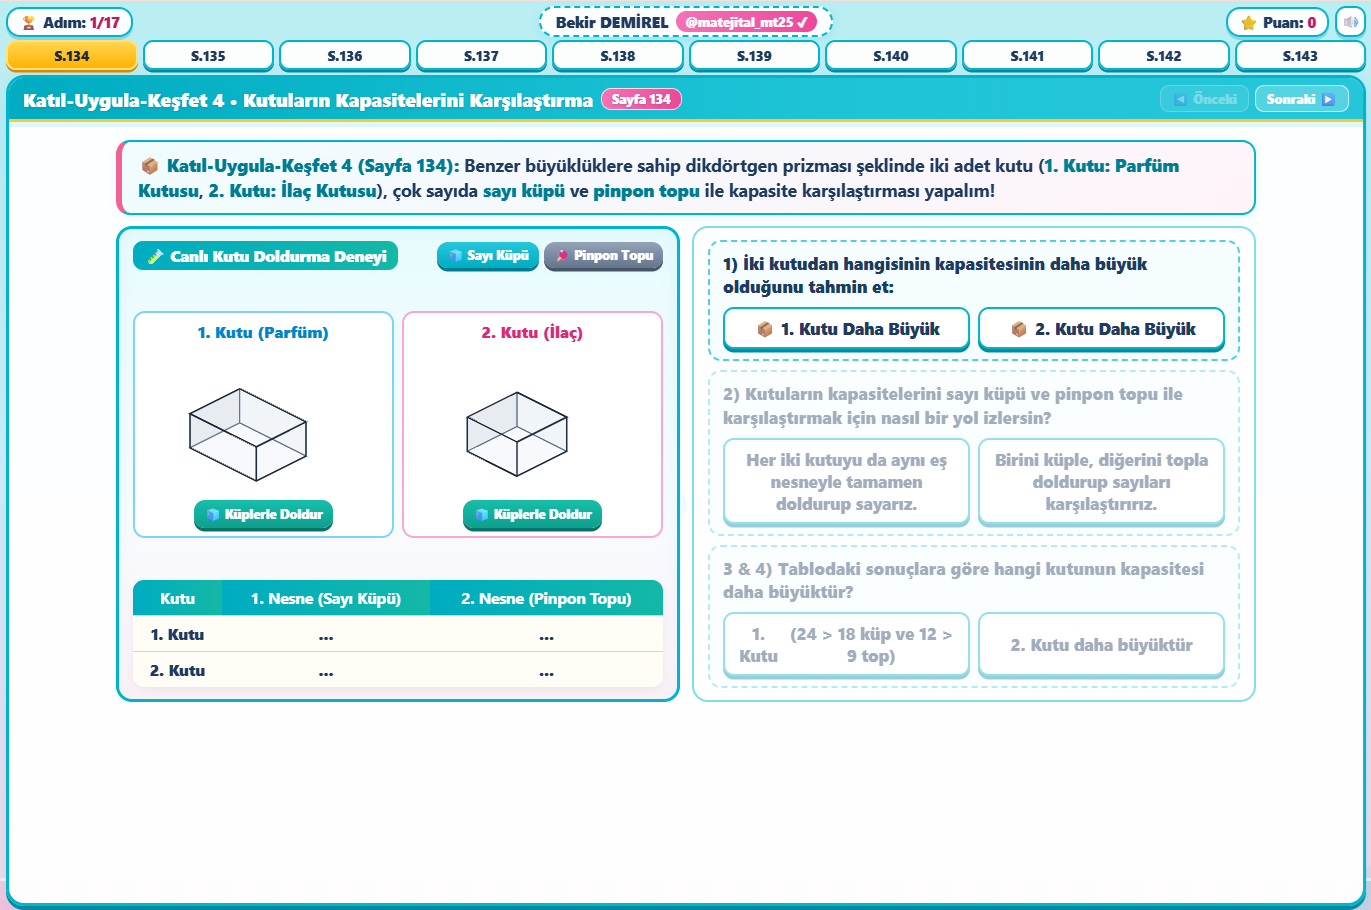 Adım: 1/17
Bekir DEMİREL @matejital_mt25 ✓
Puan: 0
S.134 S.135 S.136 S.137 S.138 S.139 S.140 S.141 S.142 S.143
Katıl-Uygula-Keşfet 4 • Kutuların Kapasitelerini Karşılaştırma Sayfa 134
Önceki
Sonraki
Katıl-Uygula-Keşfet 4 (Sayfa 134): Benzer büyüklüklere sahip dikdörtgen prizması şeklinde iki adet kutu (1. Kutu: Parfüm
Kutusu, 2. Kutu: İlaç Kutusu), çok sayıda sayı küpü ve pinpon topu ile kapasite karşılaştırması yapalım!
Canlı Kutu Doldurma Deneyi
Sayı Küpü
Pinpon Topu
1. Kutu (Parfüm)
Küplerle Doldur
2. Kutu (İlaç)
Küplerle Doldur
Kutu 1. Nesne (Sayı Küpü) 2. Nesne (Pinpon Topu)
1. Kutu ... ...
2. Kutu ... ...
1) İki kutudan hangisinin kapasitesinin daha büyük
olduğunu tahmin et:
1. Kutu Daha Büyük
2. Kutu Daha Büyük
2) Kutuların kapasitelerini sayı küpü ve pinpon topu ile
karşılaştırmak için nasıl bir yol izlersin?
Her iki kutuyu da aynı eş
nesneyle tamamen
doldurup sayarız.
Birini küple, diğerini topla
doldurup sayıları
karşılaştırırız.
3 & 4) Tablodaki sonuçlara göre hangi kutunun kapasitesi
daha büyüktür?
1.
Kutu
(24 > 18 küp ve 12 >
9 top)
2. Kutu daha büyüktür